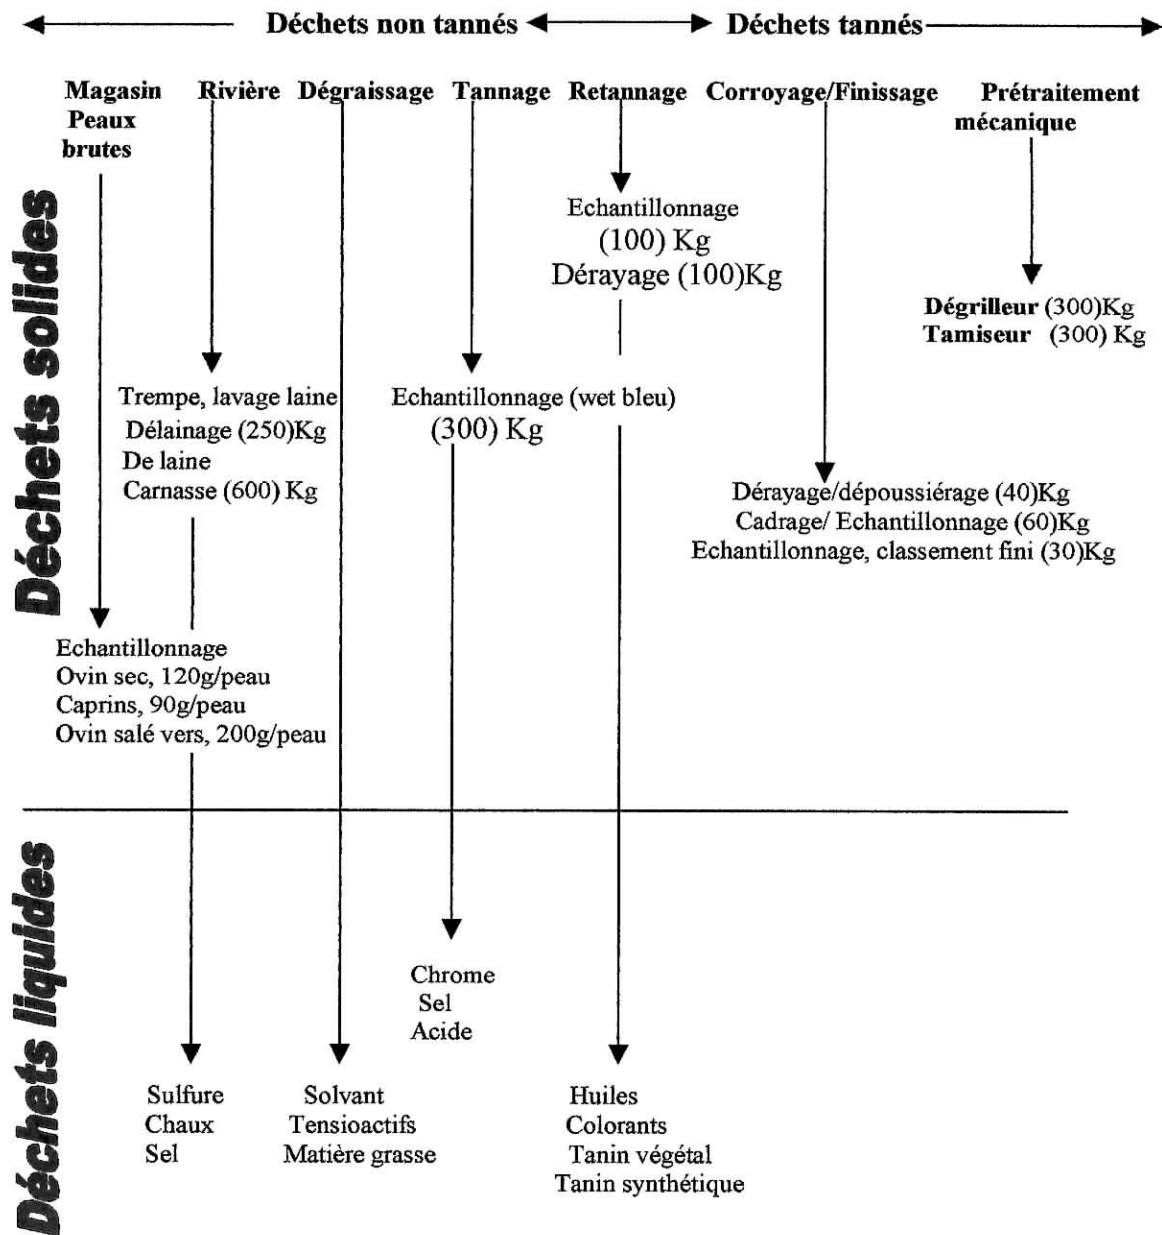 Déchets non tannés Déchets tannés
Magasin Rivière Dégraissage Tannage Retannage Corroyage/Finissage Prétraitement
Peaux mécanique
brutes
Déchets solides
Echantillonnage
(100) Kg
Dérayage (100)Kg
Dégrilleur (300)Kg
Tamiseur (300) Kg
Trempe, lavage laine
Délainage (250)Kg
De laine
Carnasse (600) Kg
Echantillonnage (wet bleu)
(300) Kg
Dérayage/dépoussiérage (40)Kg
Cadrage/ Echantillonnage (60)Kg
Echantillonnage, classement fini (30)Kg
Echantillonnage
Ovin sec, 120g/peau
Caprins, 90g/peau
Ovin salé vers, 200g/peau
Déchets liquides
Chrome
Sel
Acide
Sulfure
Chaux
Sel
Solvant
Tensioactifs
Matière grasse
Huiles
Colorants
Tanin végétal
Tanin synthétique